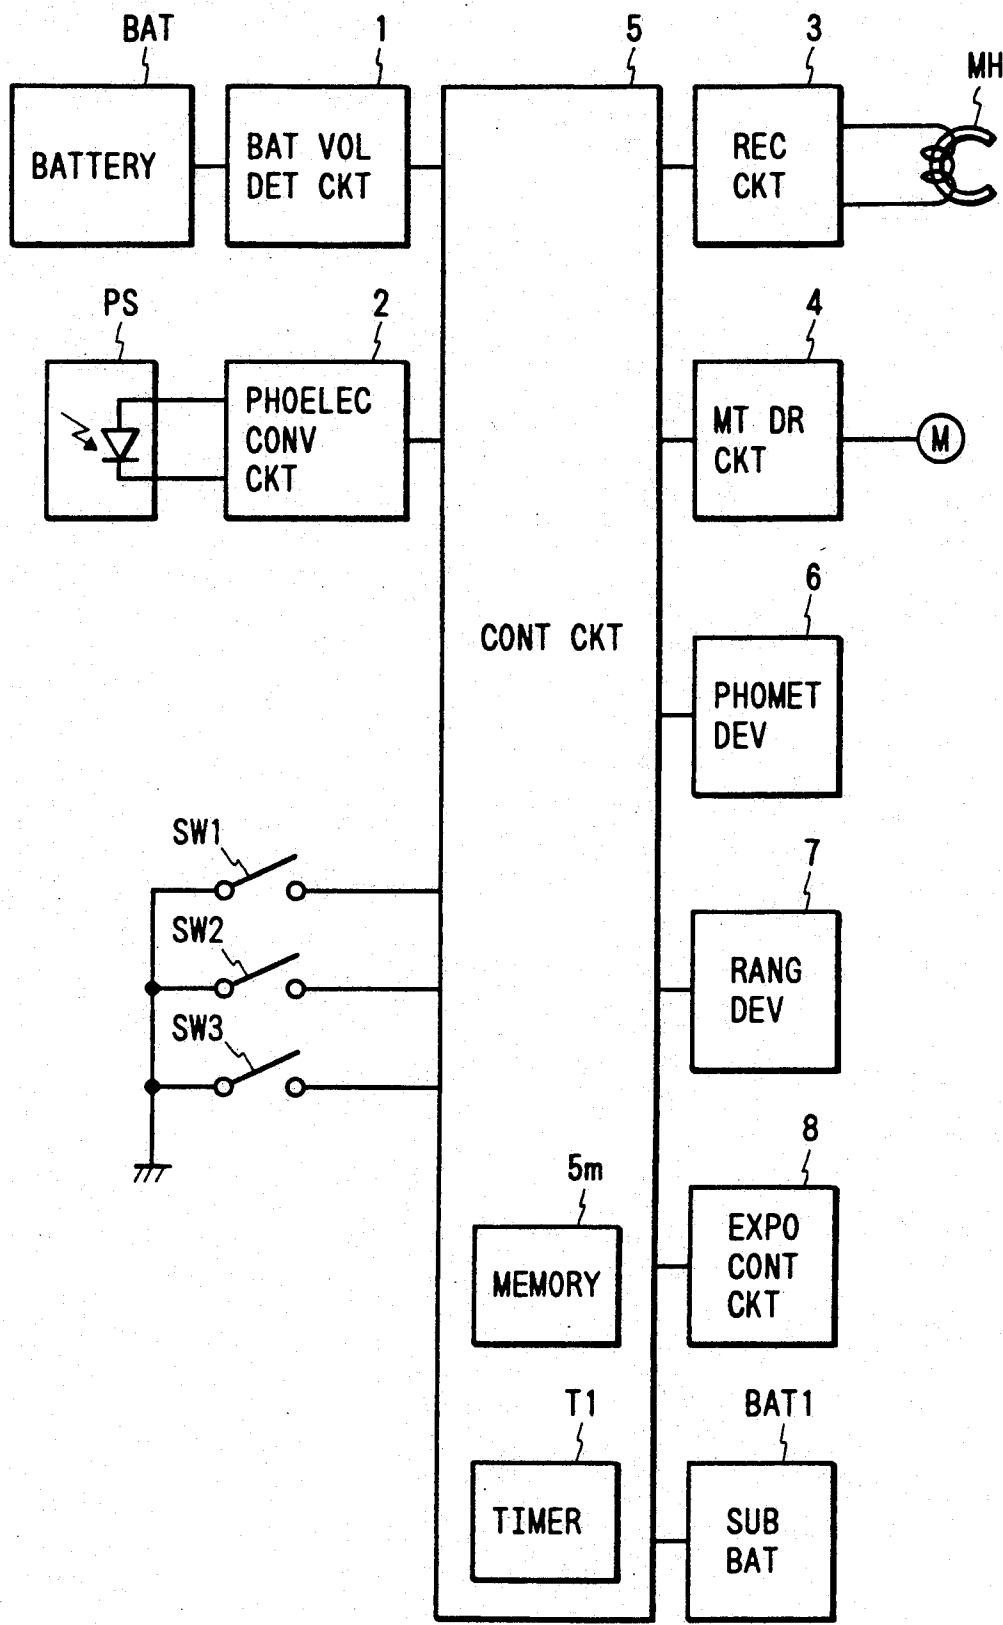 BAT
1
5
3
MH
BATTERY
BAT VOL
DET CKT
REC
CKT
PS
2
4
PHOELEC
CONV
CKT
MT DR
CKT
M
CONT CKT
6
PHOMET
DEV
SW1
SW2
SW3
7
RANG
DEV
5m
MEMORY
8
EXPO
CONT
CKT
T1
TIMER
BAT1
SUB
BAT